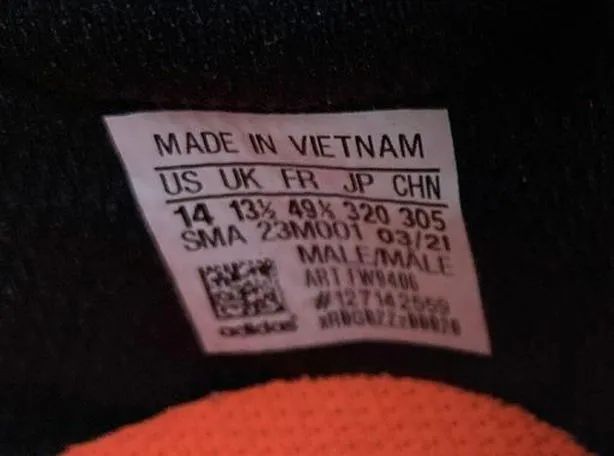 MADE IN VIETNAM
US UK FR JP CHN
14 13½ 49⅓ 320 305
SMA 23M001 03/21
MALE/MALE
ART FW9406
#127142559
adidas